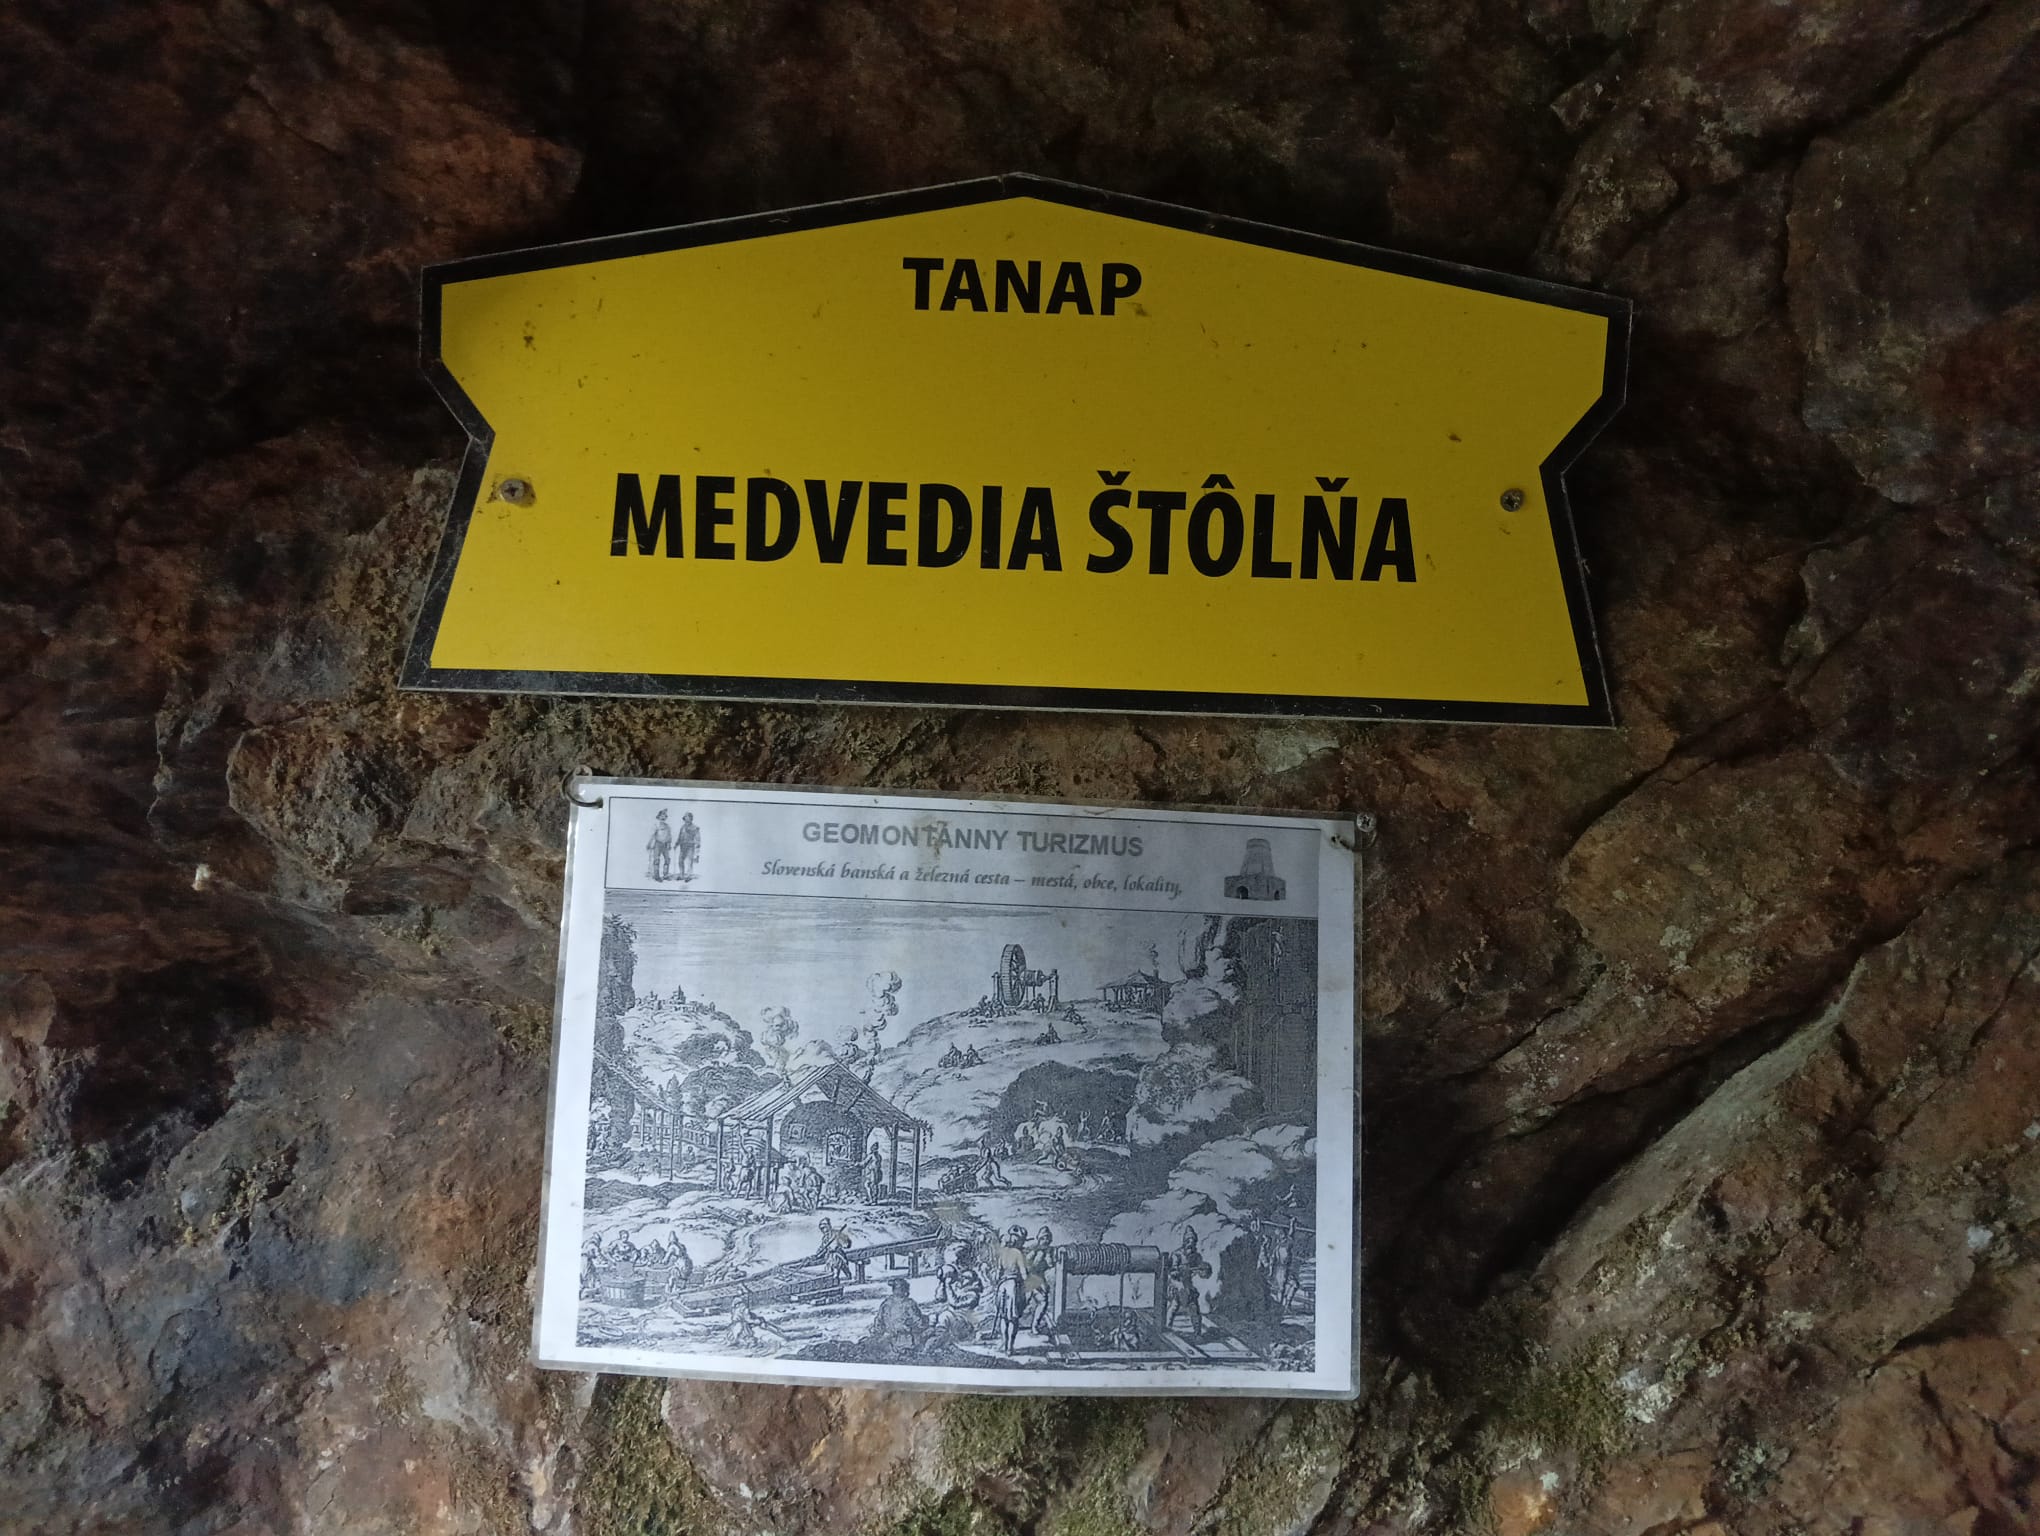 TANAP
MEDVEDIA ŠTÔLŇA
GEOMONTÁNNY TURIZMUS
Slovenská banská a železná cesta – mestá, obce, lokality,